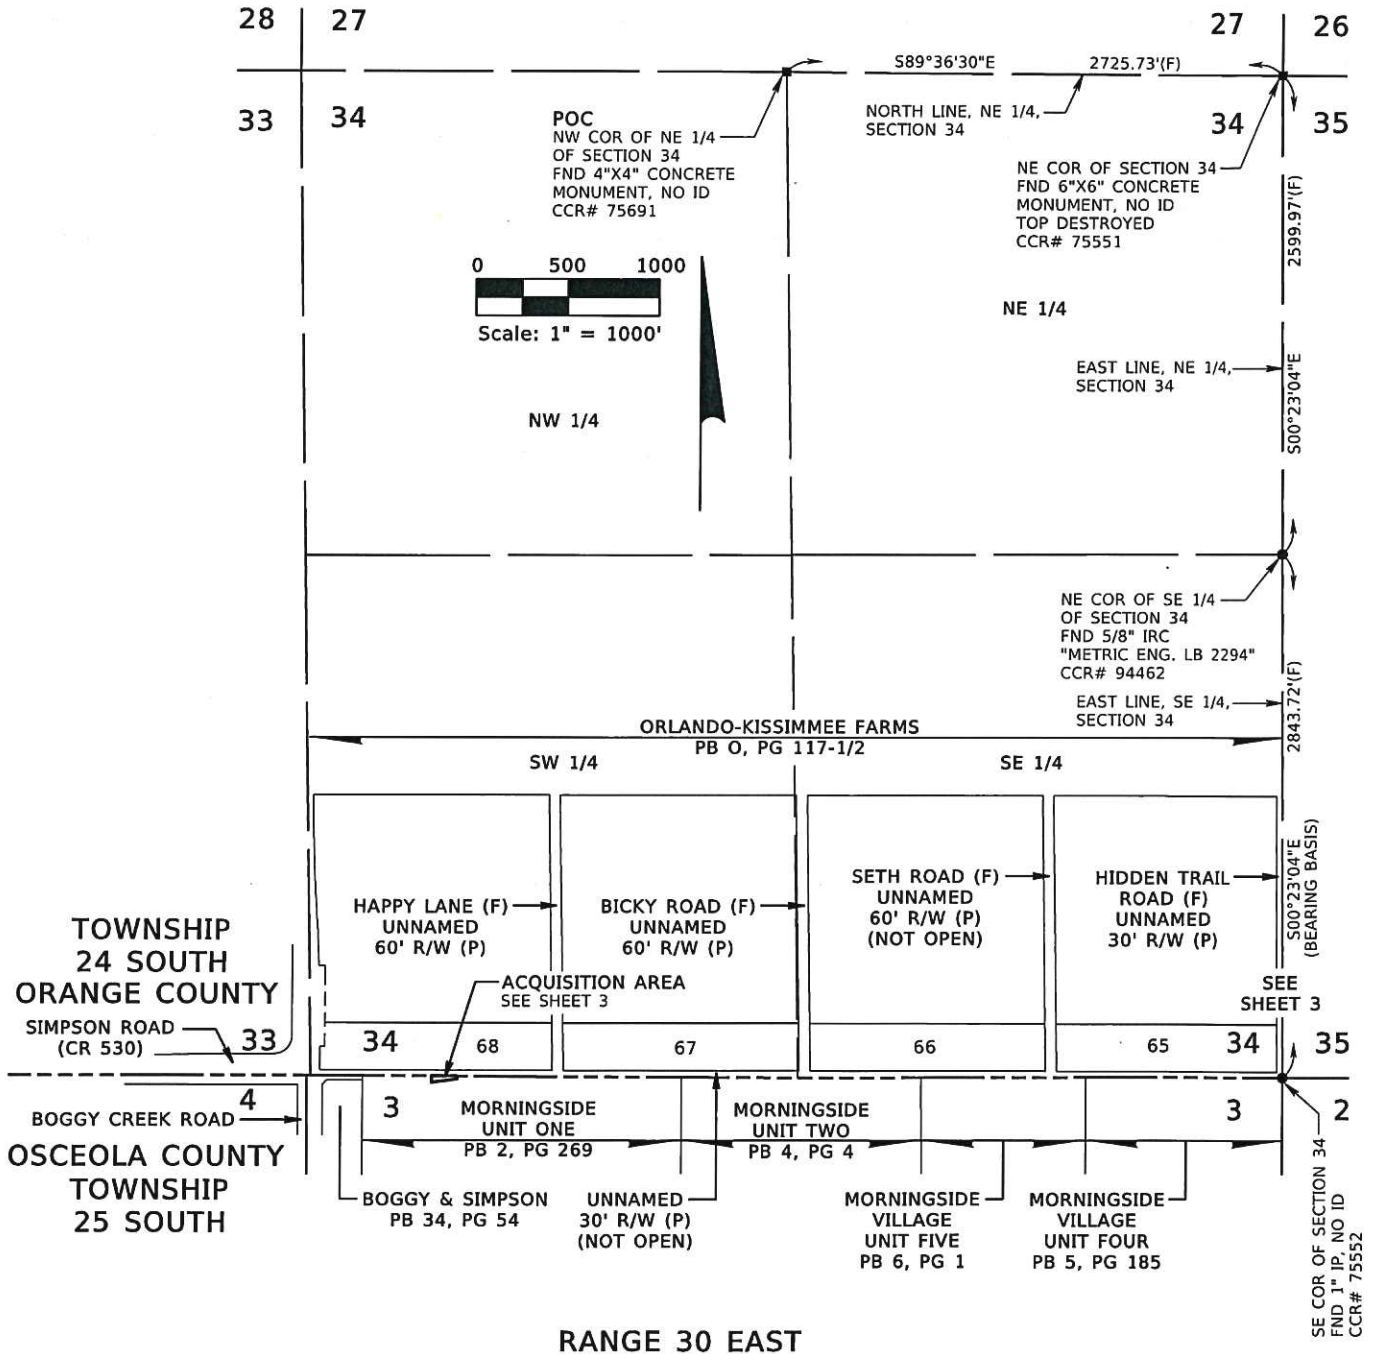 28
27
27
26
S89°36'30"E
2725.73'(F)
33
34
34
35
POC
NW COR OF NE 1/4
OF SECTION 34
FND 4"X4" CONCRETE
MONUMENT, NO ID
CCR# 75691
NORTH LINE, NE 1/4,
SECTION 34
NE COR OF SECTION 34
FND 6"X6" CONCRETE
MONUMENT, NO ID
TOP DESTROYED
CCR# 75551
2599.97'(F)
0 500 1000
Scale: 1" = 1000'
NE 1/4
EAST LINE, NE 1/4,
SECTION 34
S00°23'04"E
NW 1/4
NE COR OF SE 1/4
OF SECTION 34
FND 5/8" IRC
"METRIC ENG. LB 2294"
CCR# 94462
EAST LINE, SE 1/4,
SECTION 34
2843.72'(F)
ORLANDO-KISSIMMEE FARMS
PB O, PG 117-1/2
SW 1/4
SE 1/4
HAPPY LANE (F)
UNNAMED
60' R/W (P)
BICKY ROAD (F)
UNNAMED
60' R/W (P)
SETH ROAD (F)
UNNAMED
60' R/W (P)
(NOT OPEN)
HIDDEN TRAIL
ROAD (F)
UNNAMED
30' R/W (P)
S00°23'04"E
(BEARING BASIS)
TOWNSHIP
24 SOUTH
ORANGE COUNTY
ACQUISITION AREA
SEE SHEET 3
SEE
SHEET 3
SIMPSON ROAD
(CR 530)
33
34
68
67
66
65
34
35
4
3
3
2
BOGGY CREEK ROAD
OSCEOLA COUNTY
TOWNSHIP
25 SOUTH
MORNINGSIDE
UNIT ONE
PB 2, PG 269
MORNINGSIDE
UNIT TWO
PB 4, PG 4
BOGGY & SIMPSON
PB 34, PG 54
UNNAMED
30' R/W (P)
(NOT OPEN)
MORNINGSIDE
VILLAGE
UNIT FIVE
PB 6, PG 1
MORNINGSIDE
VILLAGE
UNIT FOUR
PB 5, PG 185
SE COR OF SECTION 34
FND 1" IP, NO ID
CCR# 75552
RANGE 30 EAST